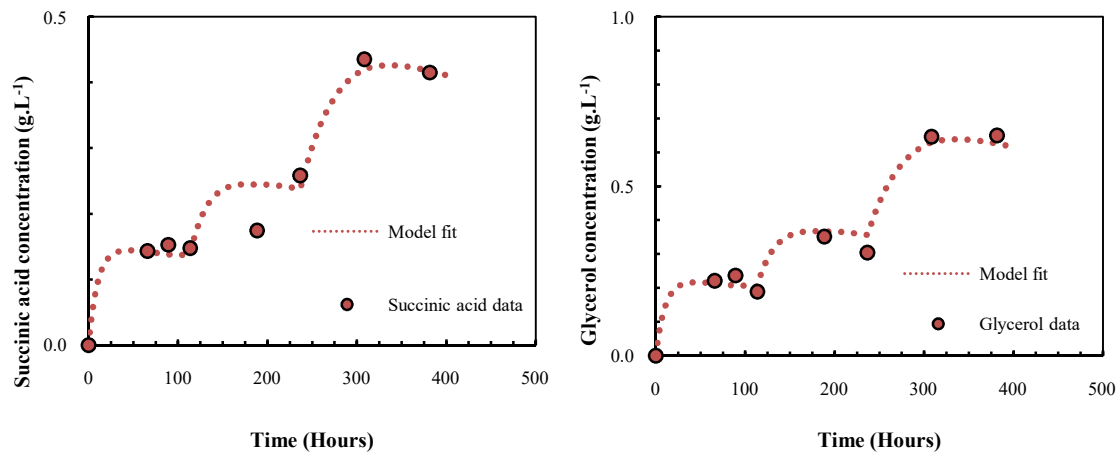 Succinic acid concentration (g.L-1)
0.5
0.0
0 100 200 300 400 500
Time (Hours)
Model fit
Succinic acid data
Glycerol concentration (g.L-1)
1.0
0.5
0.0
0 100 200 300 400 500
Time (Hours)
Model fit
Glycerol data